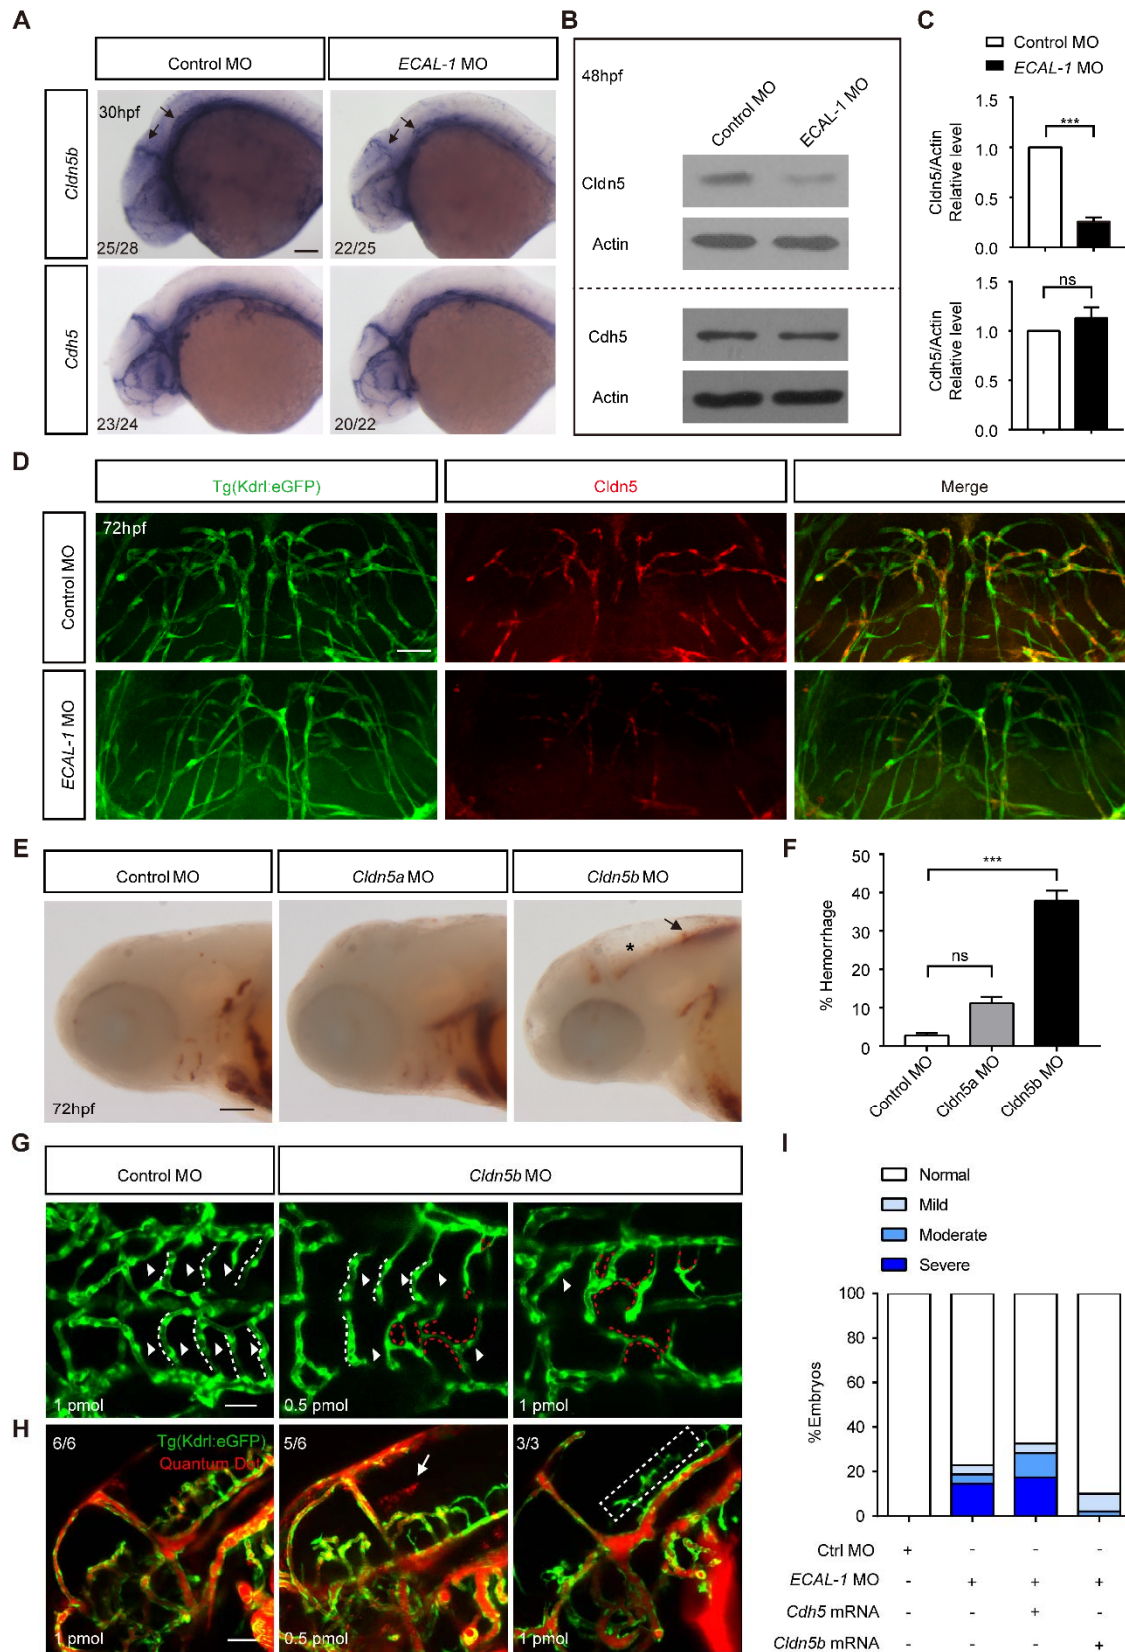 A
Control MO
ECAL-1 MO
Cldn5b
30hpf
25/28
22/25
Cdh5
23/24
20/22
B
48hpf
Control MO
ECAL-1 MO
Cldn5
Actin
Cdh5
Actin
C
Control MO
ECAL-1 MO
Cldn5/Actin
Relative level
1.5
1.0
0.5
0.0
***
Cdh5/Actin
Relative level
1.5
1.0
0.5
0.0
ns
D
Tg(Kdrl:eGFP)
Cldn5
Merge
Control MO
72hpf
ECAL-1 MO
E
Control MO
Cldn5a MO
Cldn5b MO
*
72hpf
F
% Hemorrhage
50
40
30
20
10
0
***
ns
Control MO
Cldn5a MO
Cldn5b MO
G
Control MO
Cldn5b MO
1 pmol
0.5 pmol
1 pmol
H
6/6
Tg(Kdrl:eGFP)
Quantum Dot
5/6
3/3
1 pmol
0.5 pmol
1 pmol
I
Normal
Mild
Moderate
Severe
%Embryos
100
80
60
40
20
0
Ctrl MO + - - -
ECAL-1 MO - + + +
Cdh5 mRNA - - + -
Cldn5b mRNA - - - +